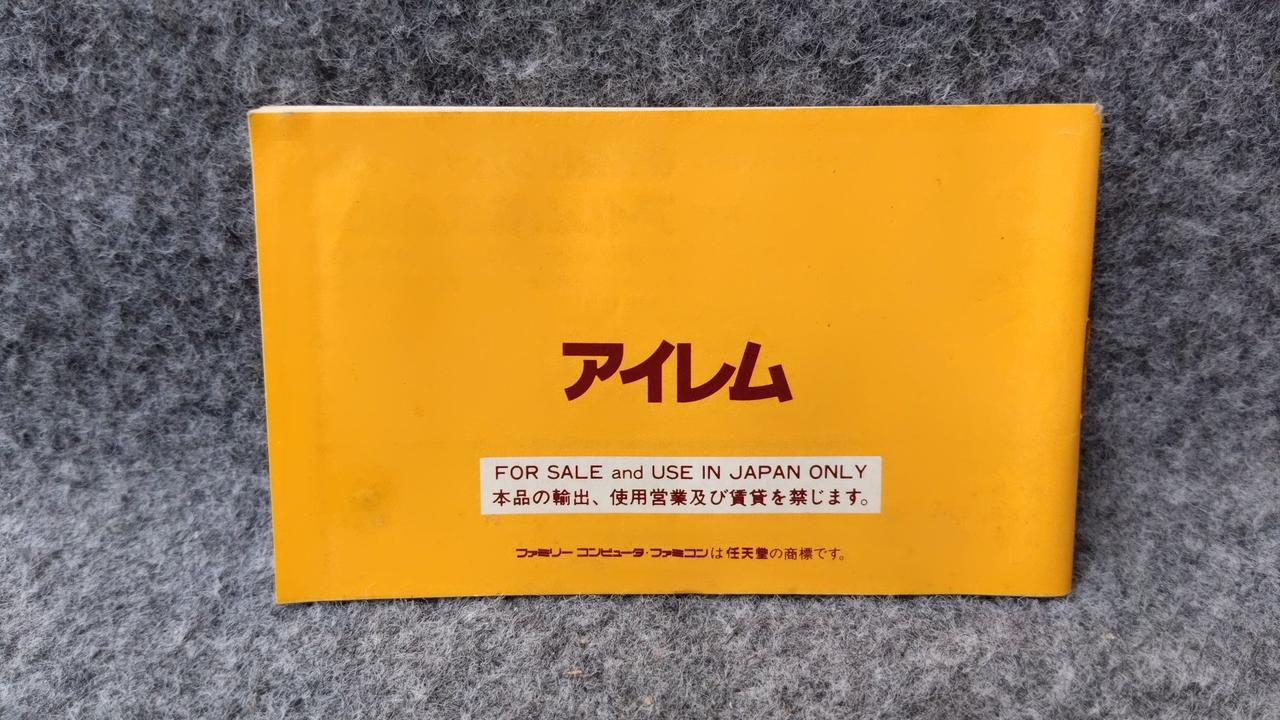 アイレム
FOR SALE and USE IN JAPAN ONLY
本品の輸出、使用営業及び賃貸を禁じます。
ファミリー コンピュータ・ファミコンは任天堂の商標です。